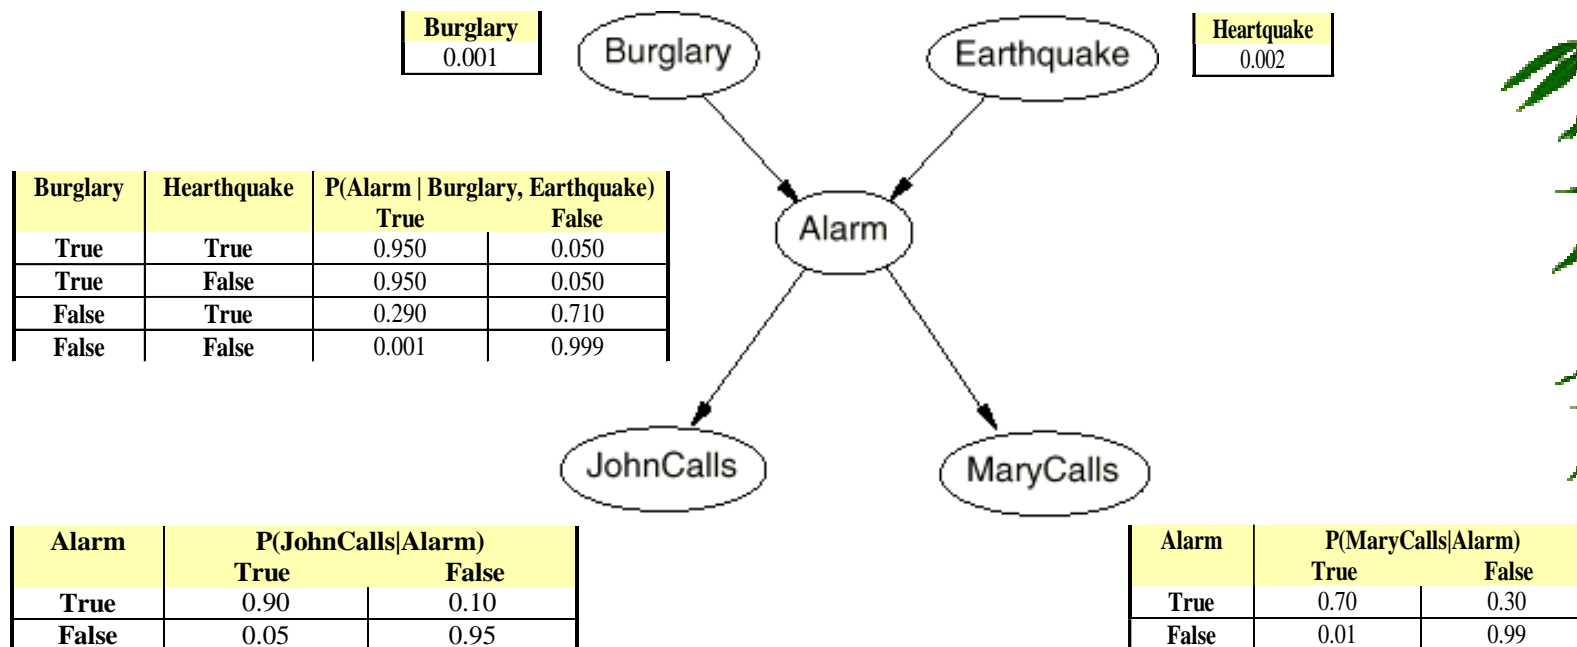 Burglary
0.001
Burglary
Earthquake
Heartquake
0.002
Burglary Hearthquake P(Alarm | Burglary, Earthquake)
True False
True True 0.950 0.050
True False 0.950 0.050
False True 0.290 0.710
False False 0.001 0.999
Alarm
JohnCalls
MaryCalls
Alarm P(JohnCalls|Alarm)
True False
True 0.90 0.10
False 0.05 0.95
Alarm P(MaryCalls|Alarm)
True False
True 0.70 0.30
False 0.01 0.99